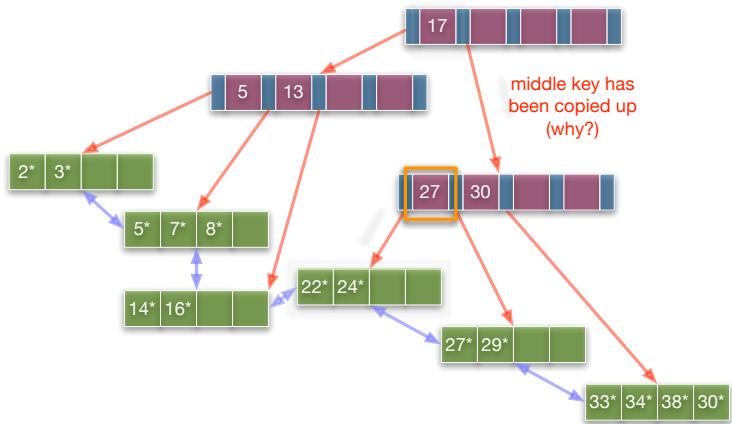 17
5 13
middle key has
been copied up
(why?)
2* 3*
27 30
5* 7* 8*
22* 24*
14* 16*
27* 29*
33* 34* 38* 30*